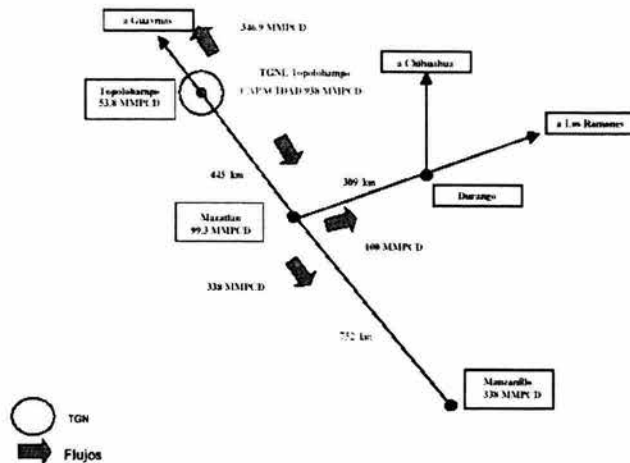 a Guaymas
346.9 MMPCD
a Chihuahua
TGNL Topolobampo
CAPACIDAD 938 MMPCD
Topolobampo
53.8 MMPCD
a Los Ramones
445 km
309 km
Durango
Mazatlán
99.3 MMPCD
100 MMPCD
338 MMPCD
752 km
Manzanillo
338 MMPCD
TGN
Flujos